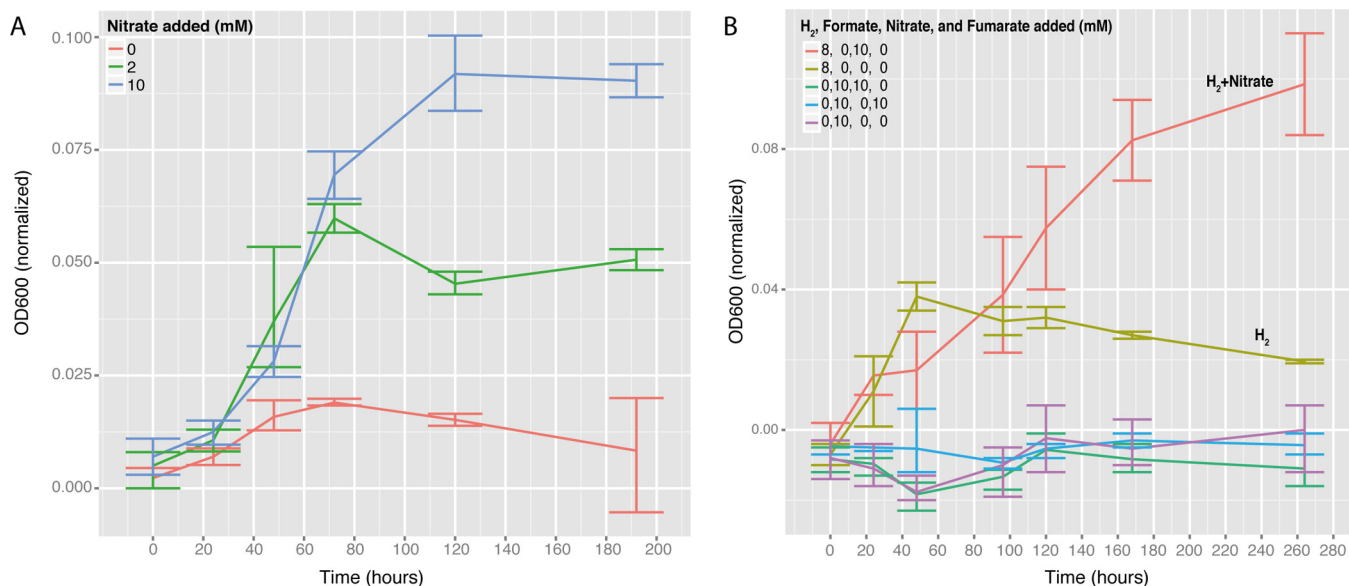 A
Nitrate added (mM)
0
2
10
0.100
0.075
0.050
0.025
0.000
OD600 (normalized)
0 20 40 60 80 100 120 140 160 180 200
Time (hours)
B
H₂, Formate, Nitrate, and Fumarate added (mM)
8, 0,10, 0
8, 0, 0, 0
0,10,10, 0
0,10, 0,10
0,10, 0, 0
H₂+Nitrate
H₂
0.08
0.04
0.00
OD600 (normalized)
0 20 40 60 80 100 120 140 160 180 200 220 240 260 280
Time (hours)